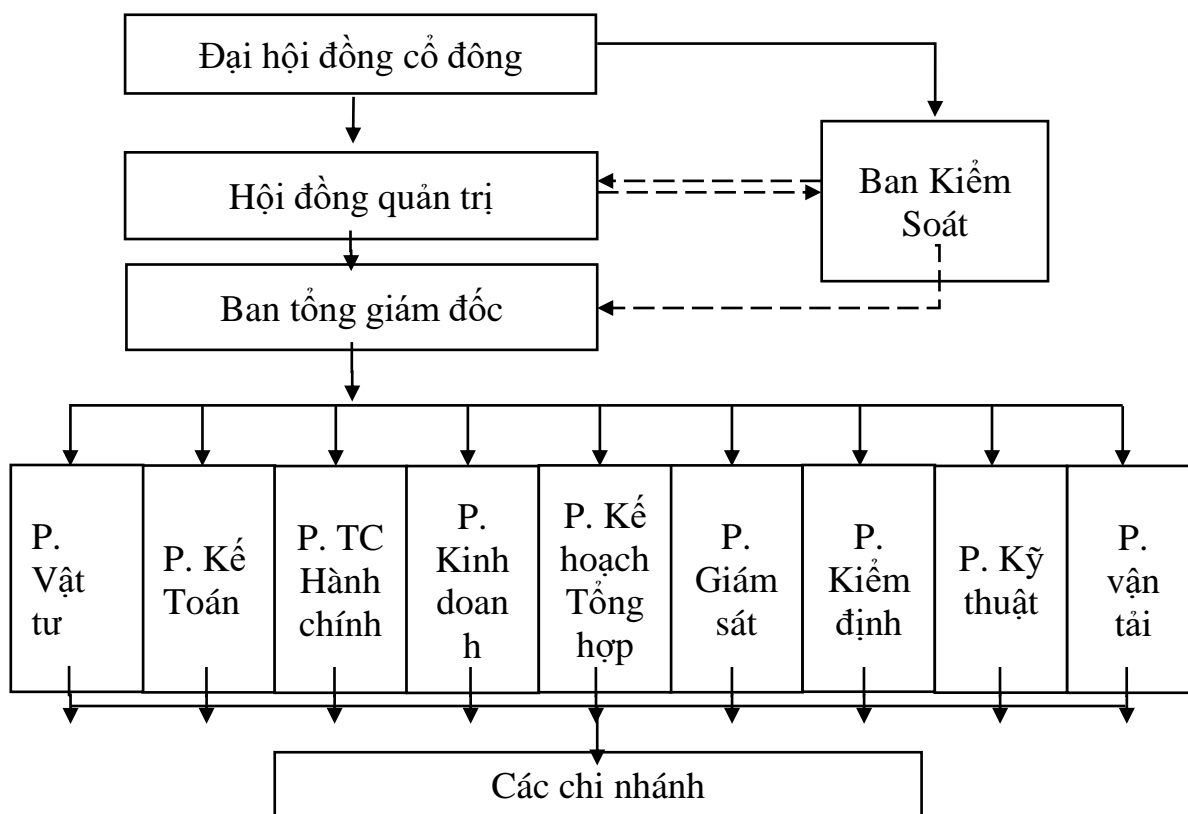 Đại hội đồng cổ đông
Hội đồng quản trị
Ban Kiểm
Soát
Ban tổng giám đốc
P.
Vật
tư
P. Kế
Toán
P. TC
Hành
chính
P.
Kinh
doan
h
P. Kế
hoạch
Tổng
hợp
P.
Giám
sát
P.
Kiểm
định
P. Kỹ
thuật
P.
vận
tải
Các chi nhánh